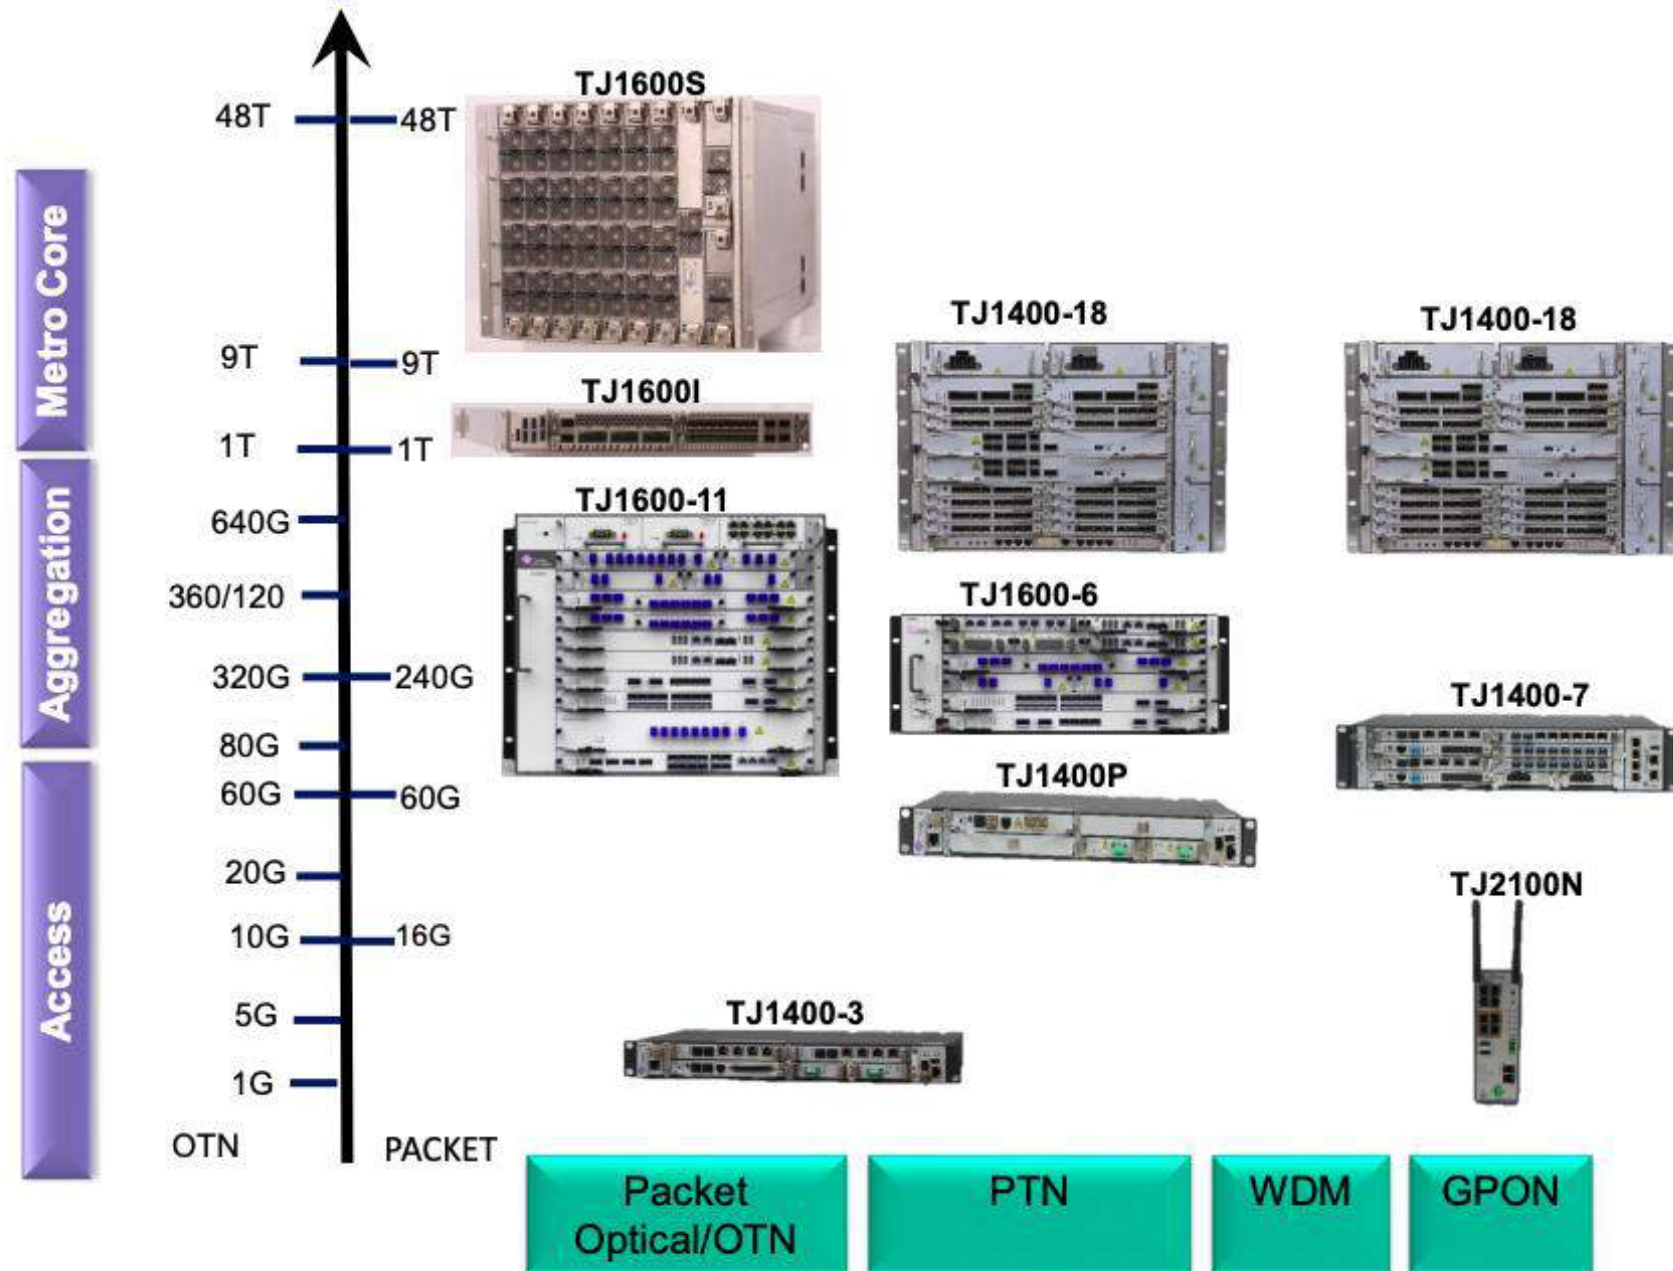 TJ1600S
48T
48T
Metro Core
TJ1400-18
TJ1400-18
9T
9T
TJ1600I
1T
1T
TJ1600-11
640G
Aggregation
360/120
TJ1600-6
320G
240G
TJ1400-7
80G
TJ1400P
60G
60G
20G
TJ2100N
Access
10G
16G
5G
TJ1400-3
1G
OTN
PACKET
Packet
Optical/OTN
PTN
WDM
GPON